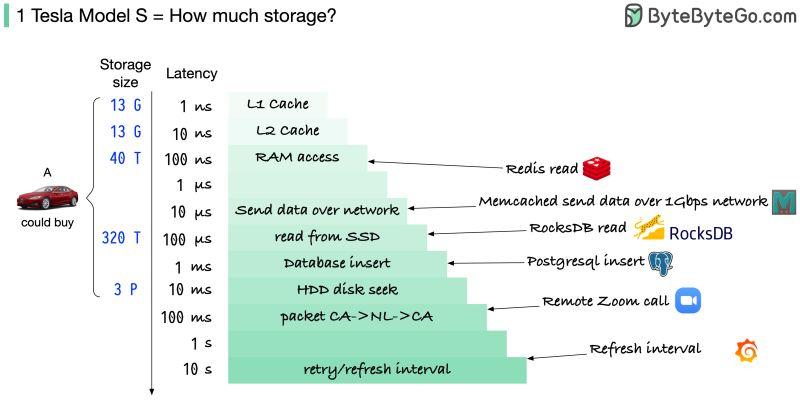 1 Tesla Model S = How much storage?
ByteByteGo.com
Storage
size
Latency
13 G
1 ns
L1 Cache
13 G
10 ns
L2 Cache
A
could buy
40 T
100 ns
RAM access
Redis read
1 µs
10 µs
Send data over network
Memcached send data over 1Gbps network
320 T
100 µs
read from SSD
RocksDB read
RocksDB
1 ms
Database insert
Postgresql insert
3 P
10 ms
HDD disk seek
Remote Zoom call
100 ms
packet CA->NL->CA
1 s
Refresh interval
10 s
retry/refresh interval